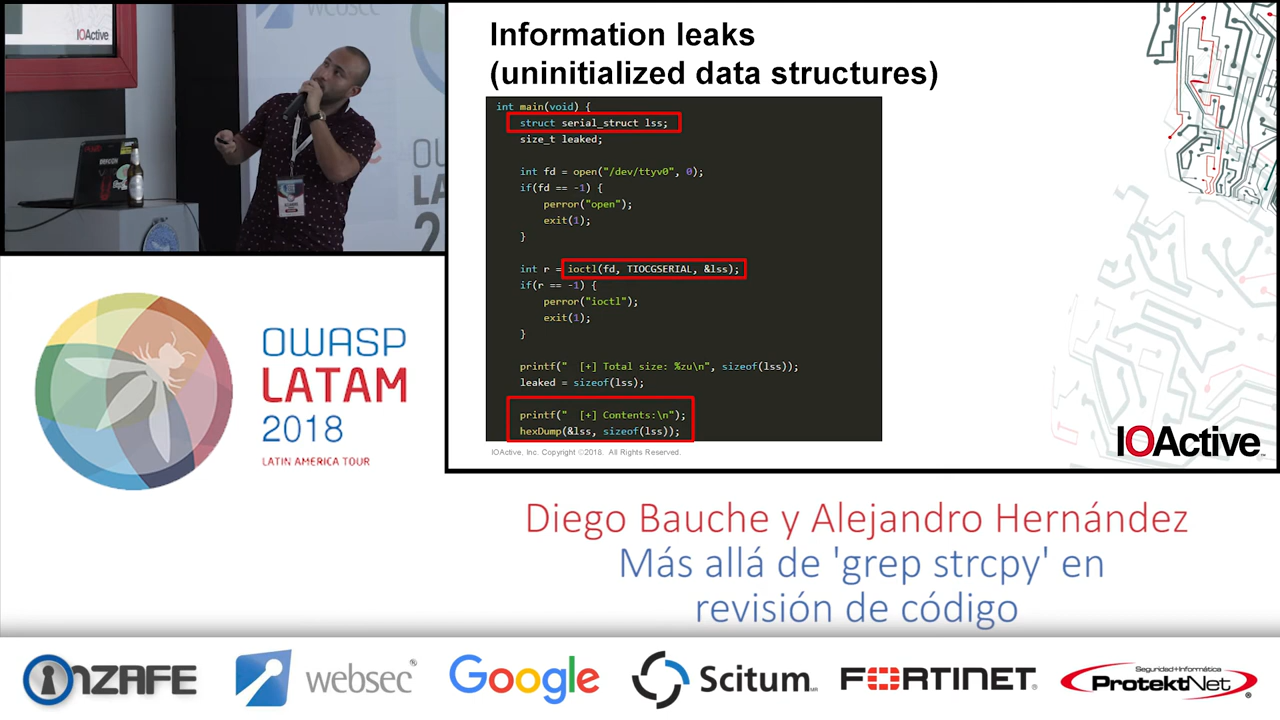 websec
IOActive
Information leaks
(uninitialized data structures)
int main(void) {
struct serial_struct lss;
size_t leaked;
int fd = open("/dev/ttyv0", 0);
if(fd == -1) {
perror("open");
exit(1);
}
int r = ioctl(fd, TIOCGSERIAL, &lss);
if(r == -1) {
perror("ioctl");
exit(1);
}
printf("  [+] Total size: %zu\n", sizeof(lss));
leaked = sizeof(lss);
printf("  [+] Contents:\n");
hexDump(&lss, sizeof(lss));
IOActive, Inc. Copyright ©2018. All Rights Reserved.
IOActive™
OWASP
LATAM
2018
LATIN AMERICA TOUR
Diego Bauche y Alejandro Hernández
Más allá de 'grep strcpy' en
revisión de código
ONZAFE
websec®
Google
Scitum MR
FORTINET®
Seguridad+Informática
ProtektNet®